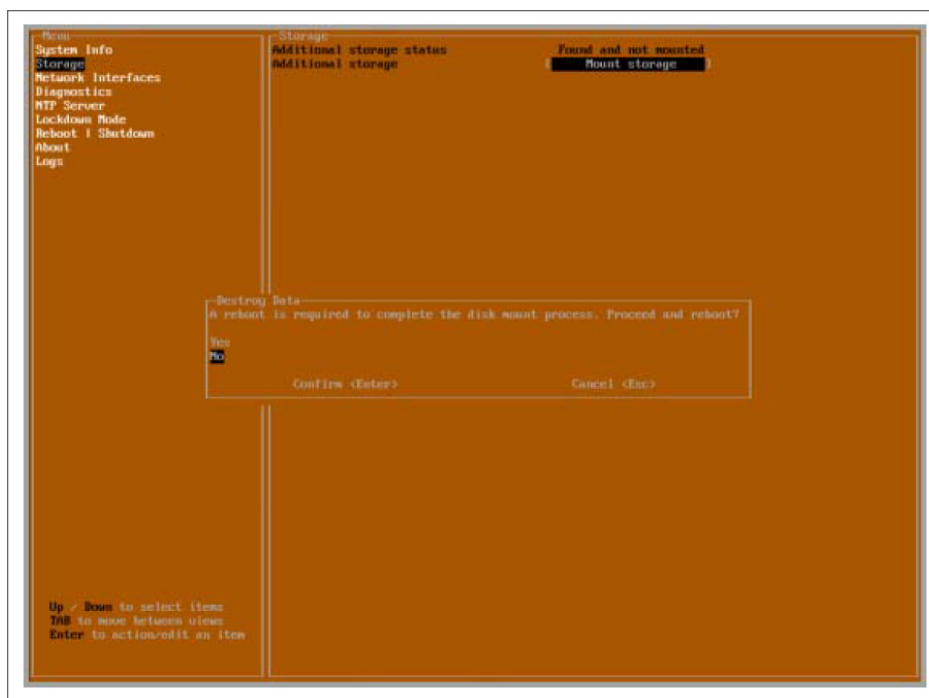 Menu
System Info
Storage
Network Interfaces
Diagnostics
NTP Server
Lockdown Mode
Reboot | Shutdown
About
Logs
Storage
Additional storage status Found and not mounted
Additional storage [ Mount storage ]
Destroy Data
A reboot is required to complete the disk mount process. Proceed and reboot?
Yes
No
Confirm <Enter> Cancel <Esc>
Up / Down to select items
TAB to move between views
Enter to action/edit an item